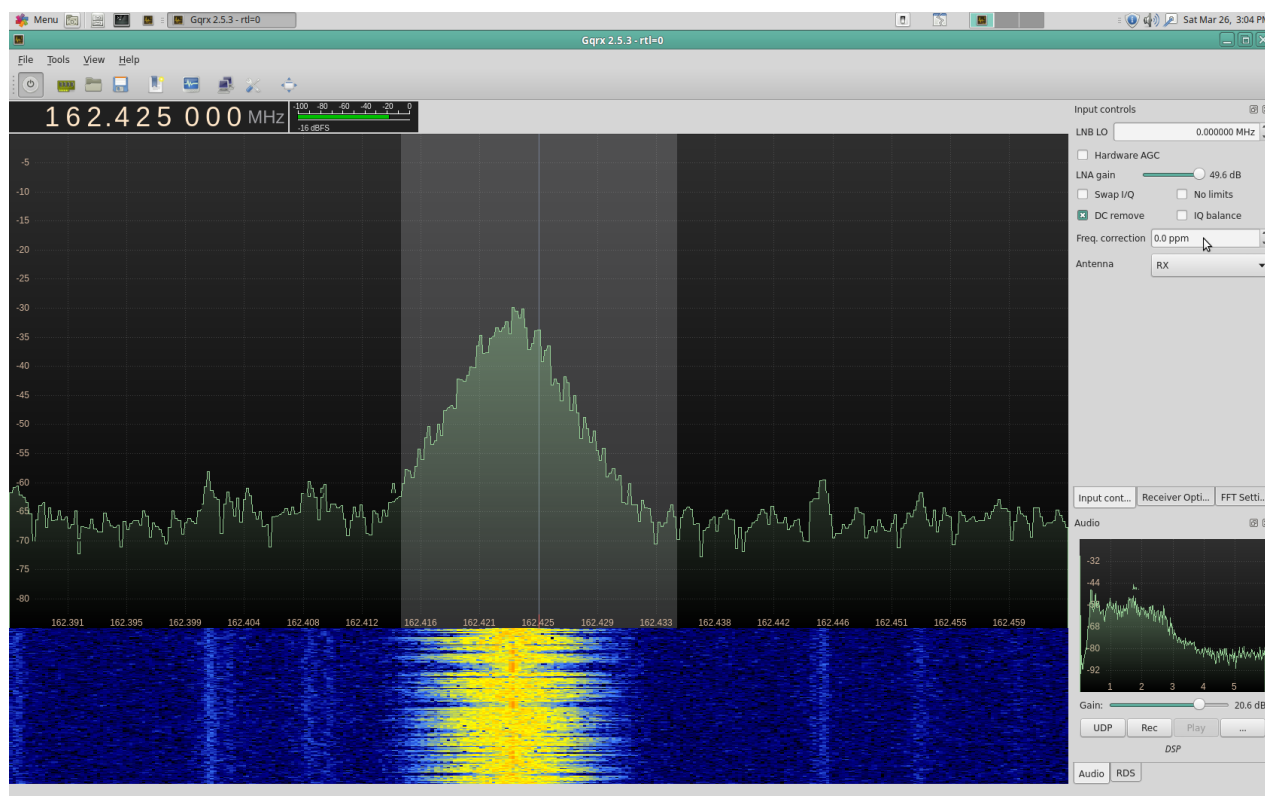 Menu Gqrx 2.5.3 - rtl=0 Sat Mar 26, 3:04 PM
Gqrx 2.5.3 - rtl=0
File Tools View Help
162.425 000 MHz
-100 -80 -60 -40 -20 0
-16 dBFS
-5
-10
-15
-20
-25
-30
-35
-40
-45
-50
-55
-60
-65
-70
-75
-80
162.391 162.395 162.399 162.404 162.408 162.412 162.416 162.421 162.425 162.429 162.433 162.438 162.442 162.446 162.451 162.455 162.459
Input controls
LNB LO 0.000000 MHz
Hardware AGC
LNA gain 49.6 dB
Swap I/Q No limits
DC remove IQ balance
Freq. correction 0.0 ppm
Antenna RX
Input cont... Receiver Opti... FFT Setti...
Audio
-32
-44
-68
-80
-92
1 2 3 4 5
Gain: 20.6 dB
UDP Rec Play ...
DSP
Audio RDS